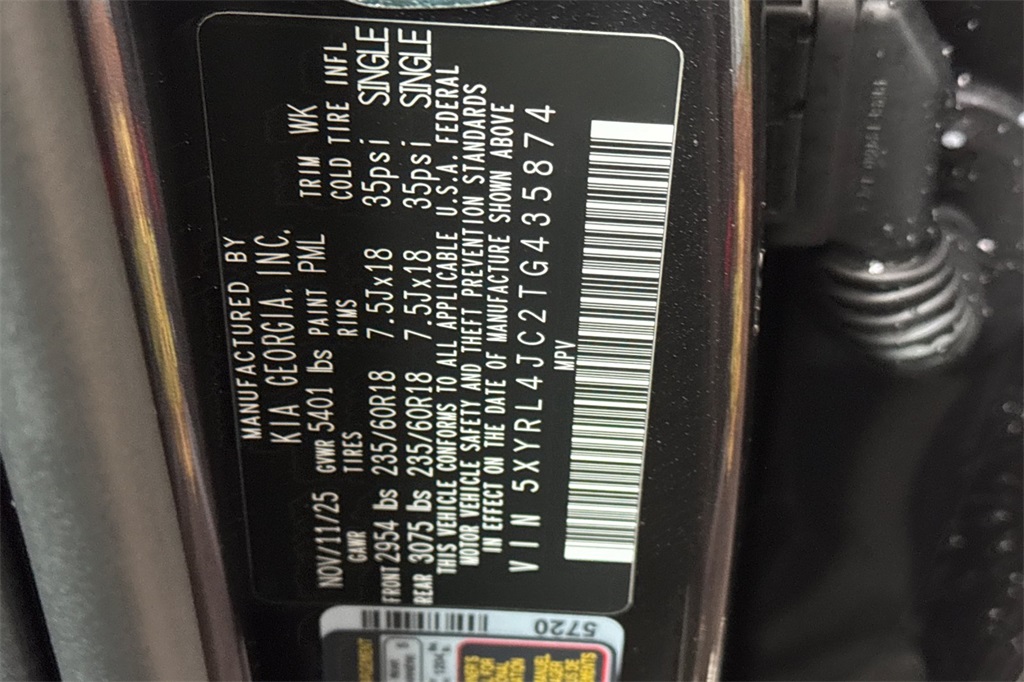 MANUFACTURED BY
KIA GEORGIA, INC.
NOV/11/25 GVWR 5401 lbs PAINT PML TRIM WK
GAWR TIRES RIMS COLD TIRE INFL
FRONT 2954 lbs 235/60R18 7.5Jx18 35psi SINGLE
REAR 3075 lbs 235/60R18 7.5Jx18 35psi SINGLE
THIS VEHICLE CONFORMS TO ALL APPLICABLE U.S.A. FEDERAL
MOTOR VEHICLE SAFETY AND THEFT PREVENTION STANDARDS
IN EFFECT ON THE DATE OF MANUFACTURE SHOWN ABOVE
VIN 5XYRL4JC2TG435874
MPV
5720